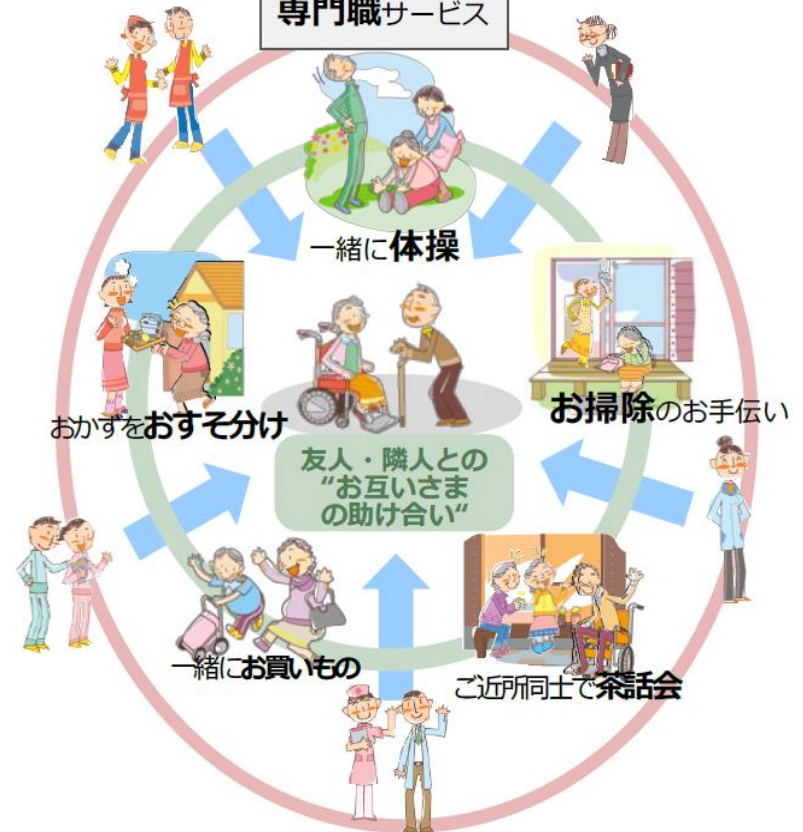 専門職サービス
一緒に体操
おかずをおすそ分け
お掃除のお手伝い
友人・隣人との
“お互いさま
の助け合い“
一緒にお買いもの
ご近所同士で茶話会